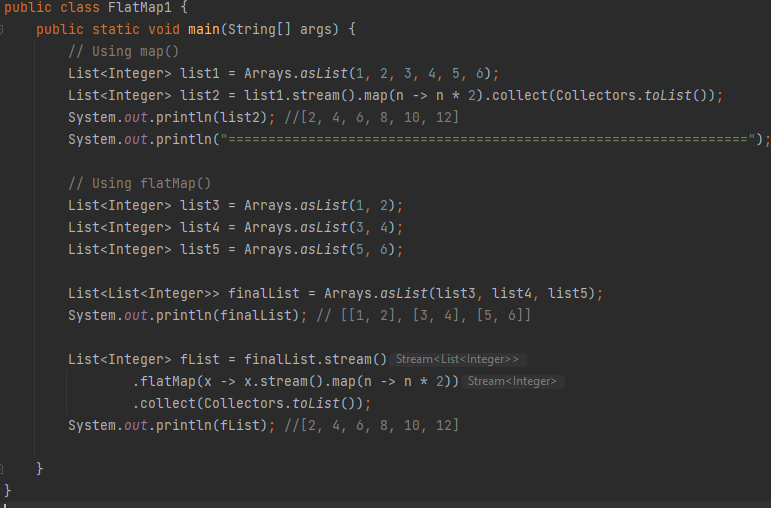 public class FlatMap1 {
public static void main(String[] args) {
// Using map()
List<Integer> list1 = Arrays.asList(1, 2, 3, 4, 5, 6);
List<Integer> list2 = list1.stream().map(n -> n * 2).collect(Collectors.toList());
System.out.println(list2); //[2, 4, 6, 8, 10, 12]
System.out.println("=================================================================");
// Using flatMap()
List<Integer> list3 = Arrays.asList(1, 2);
List<Integer> list4 = Arrays.asList(3, 4);
List<Integer> list5 = Arrays.asList(5, 6);
List<List<Integer>> finalList = Arrays.asList(list3, list4, list5);
System.out.println(finalList); // [[1, 2], [3, 4], [5, 6]]
List<Integer> fList = finalList.stream() Stream<List<Integer>>
.flatMap(x -> x.stream().map(n -> n * 2)) Stream<Integer>
.collect(Collectors.toList());
System.out.println(fList); //[2, 4, 6, 8, 10, 12]
}
}